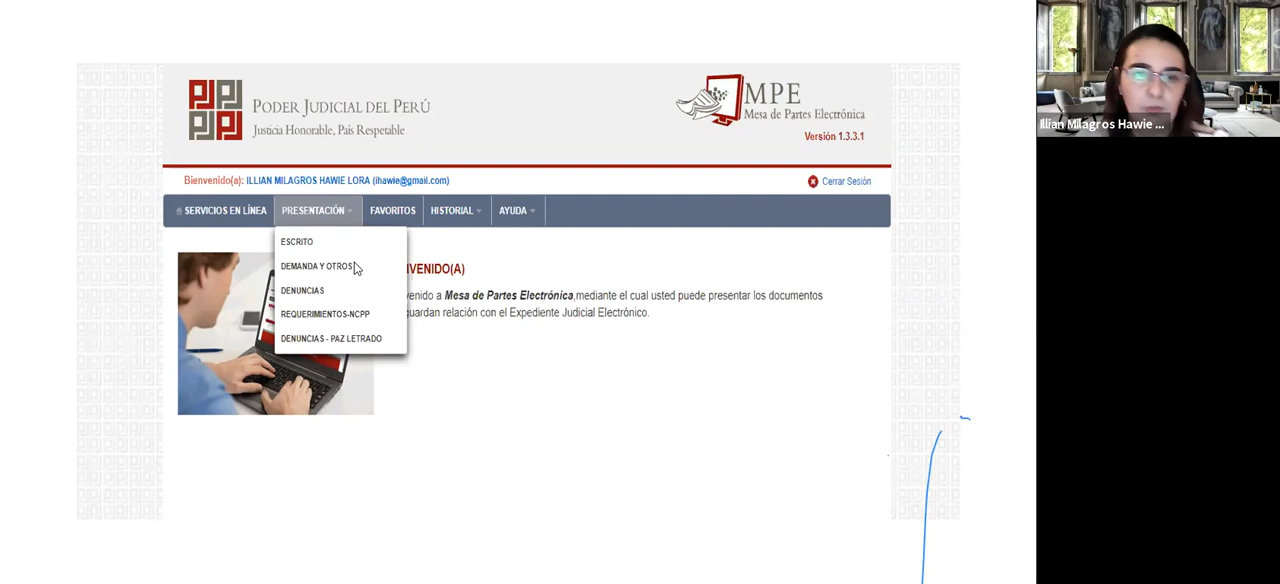 PODER JUDICIAL DEL PERÚ
Justicia Honorable, País Respetable
MPE
Mesa de Partes Electrónica
Versión 1.3.3.1
Bienvenido(a): ILLIAN MILAGROS HAWIE LORA (ihawie@gmail.com)
Cerrar Sesión
SERVICIOS EN LÍNEA PRESENTACIÓN FAVORITOS HISTORIAL AYUDA
ESCRITO
DEMANDA Y OTROS
DENUNCIAS
REQUERIMIENTOS-NCPP
DENUNCIAS - PAZ LETRADO
NVENIDO(A)
venido a Mesa de Partes Electrónica,mediante el cual usted puede presentar los documentos
guardan relación con el Expediente Judicial Electrónico.
Illian Milagros Hawie ...